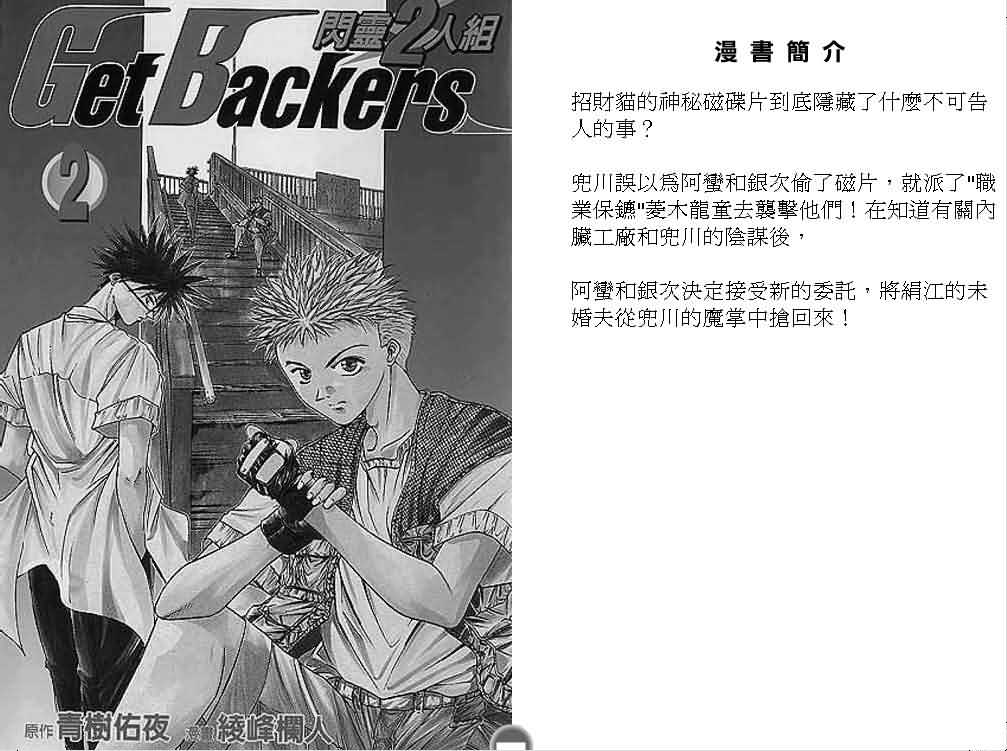 閃靈2人組
Get Backers
2
原作 青樹佑夜 漫畫 綾峰欄人
漫書簡介
招財貓的神秘磁碟片到底隱藏了什麼不可告
人的事？
兜川誤以為阿蠻和銀次偷了磁片，就派了"職
業保鑣"菱木龍童去襲擊他們！在知道有關內
臟工廠和兜川的陰謀後，
阿蠻和銀次決定接受新的委託，將絹江的未
婚夫從兜川的魔掌中搶回來！